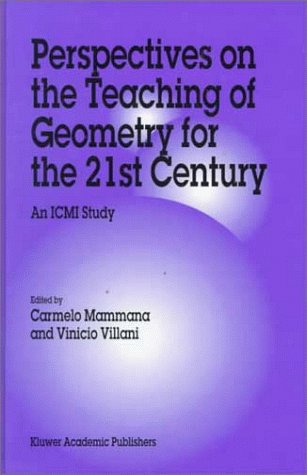 Perspectives on
the Teaching of
Geometry for
the 21st Century
An ICMI Study
Edited by
Carmelo Mammana
and Vinicio Villani
Kluwer Academic Publishers